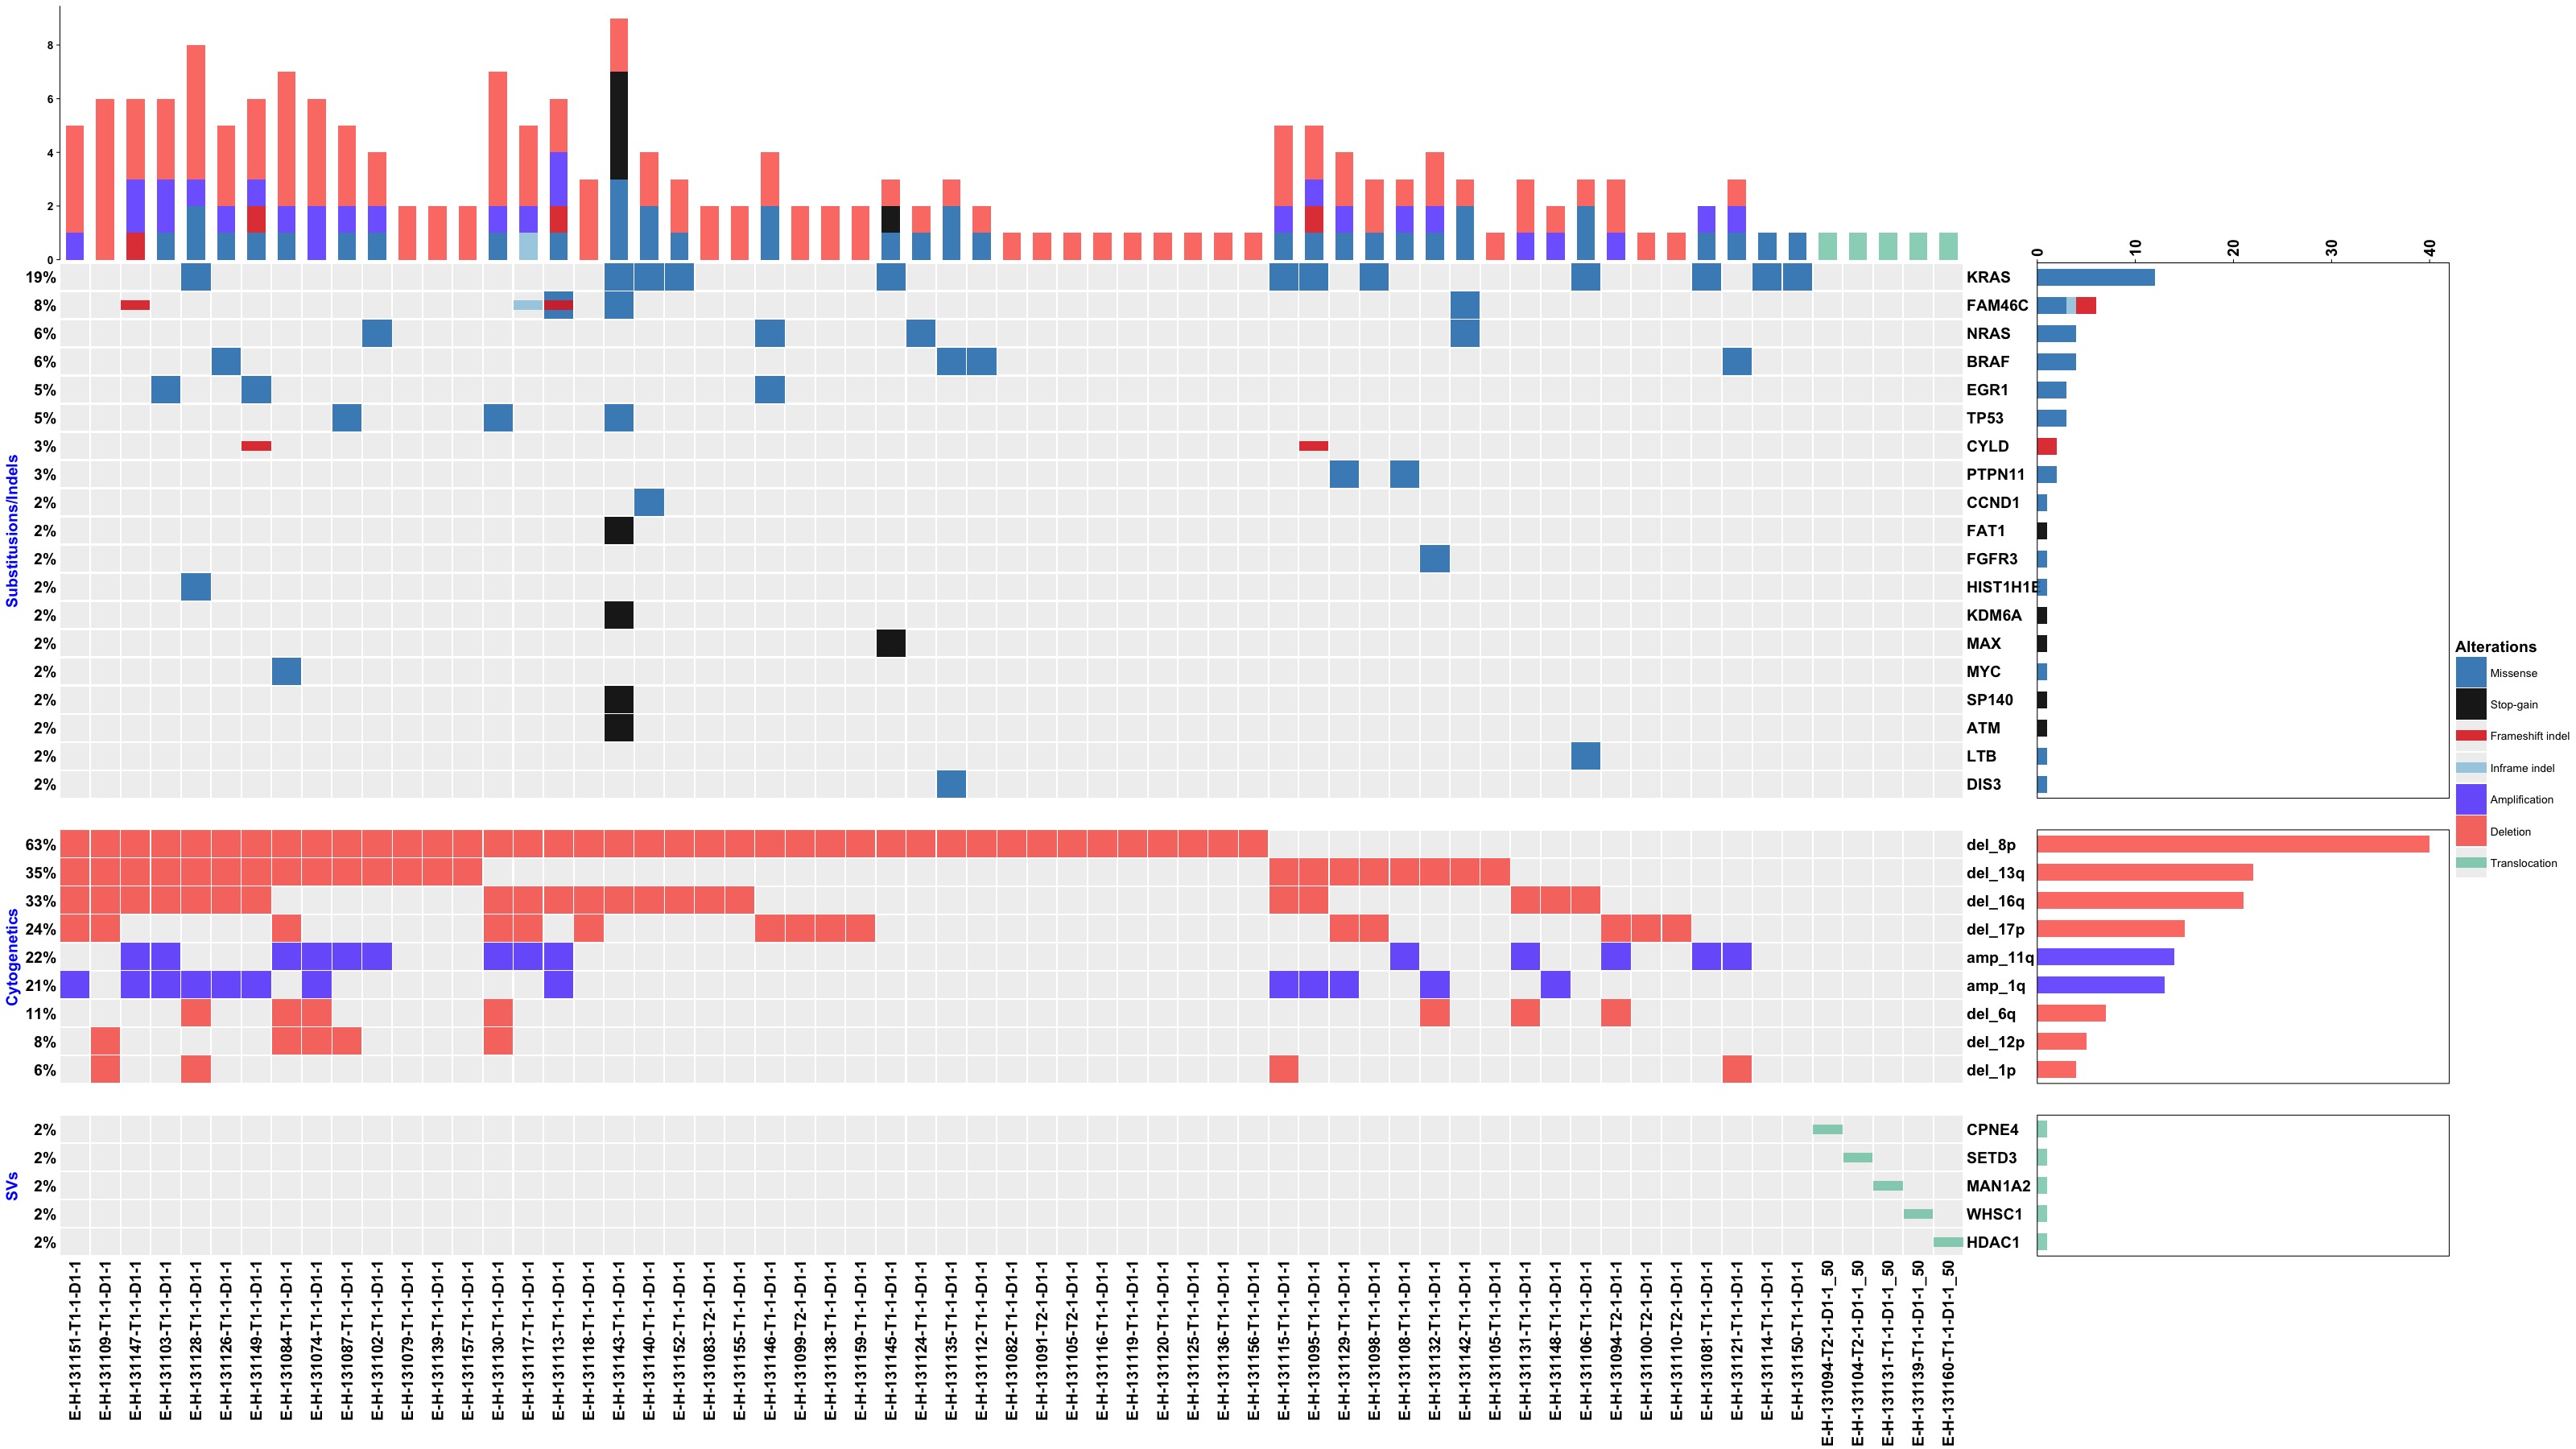 8
6
4
2
0
0
10
20
30
40
Substitusions/Indels
19% KRAS
8% FAM46C
6% NRAS
6% BRAF
5% EGR1
5% TP53
3% CYLD
3% PTPN11
2% CCND1
2% FAT1
2% FGFR3
2% HIST1H1E
2% KDM6A
2% MAX
2% MYC
2% SP140
2% ATM
2% LTB
2% DIS3
Alterations
Missense
Stop-gain
Frameshift indel
Inframe indel
Amplification
Deletion
Translocation
Cytogenetics
63% del_8p
35% del_13q
33% del_16q
24% del_17p
22% amp_11q
21% amp_1q
11% del_6q
8% del_12p
6% del_1p
SVs
2% CPNE4
2% SETD3
2% MAN1A2
2% WHSC1
2% HDAC1
E-H-131151-T1-1-D1-1
E-H-131109-T1-1-D1-1
E-H-131147-T1-1-D1-1
E-H-131103-T1-1-D1-1
E-H-131128-T1-1-D1-1
E-H-131126-T1-1-D1-1
E-H-131149-T1-1-D1-1
E-H-131084-T1-1-D1-1
E-H-131074-T1-1-D1-1
E-H-131087-T1-1-D1-1
E-H-131102-T1-1-D1-1
E-H-131079-T1-1-D1-1
E-H-131139-T1-1-D1-1
E-H-131157-T1-1-D1-1
E-H-131130-T1-1-D1-1
E-H-131117-T1-1-D1-1
E-H-131113-T1-1-D1-1
E-H-131118-T1-1-D1-1
E-H-131143-T1-1-D1-1
E-H-131140-T1-1-D1-1
E-H-131152-T1-1-D1-1
E-H-131083-T2-1-D1-1
E-H-131155-T1-1-D1-1
E-H-131146-T1-1-D1-1
E-H-131099-T2-1-D1-1
E-H-131138-T1-1-D1-1
E-H-131159-T1-1-D1-1
E-H-131145-T1-1-D1-1
E-H-131124-T1-1-D1-1
E-H-131135-T1-1-D1-1
E-H-131112-T1-1-D1-1
E-H-131082-T1-1-D1-1
E-H-131091-T2-1-D1-1
E-H-131105-T2-1-D1-1
E-H-131116-T1-1-D1-1
E-H-131119-T1-1-D1-1
E-H-131120-T1-1-D1-1
E-H-131125-T1-1-D1-1
E-H-131136-T1-1-D1-1
E-H-131156-T1-1-D1-1
E-H-131115-T1-1-D1-1
E-H-131095-T1-1-D1-1
E-H-131129-T1-1-D1-1
E-H-131098-T1-1-D1-1
E-H-131108-T1-1-D1-1
E-H-131132-T1-1-D1-1
E-H-131142-T1-1-D1-1
E-H-131105-T1-1-D1-1
E-H-131131-T1-1-D1-1
E-H-131148-T1-1-D1-1
E-H-131106-T1-1-D1-1
E-H-131094-T2-1-D1-1
E-H-131100-T2-1-D1-1
E-H-131110-T2-1-D1-1
E-H-131081-T1-1-D1-1
E-H-131121-T1-1-D1-1
E-H-131114-T1-1-D1-1
E-H-131150-T1-1-D1-1
E-H-131094-T2-1-D1-1_50
E-H-131104-T2-1-D1-1_50
E-H-131131-T1-1-D1-1_50
E-H-131139-T1-1-D1-1_50
E-H-131160-T1-1-D1-1_50